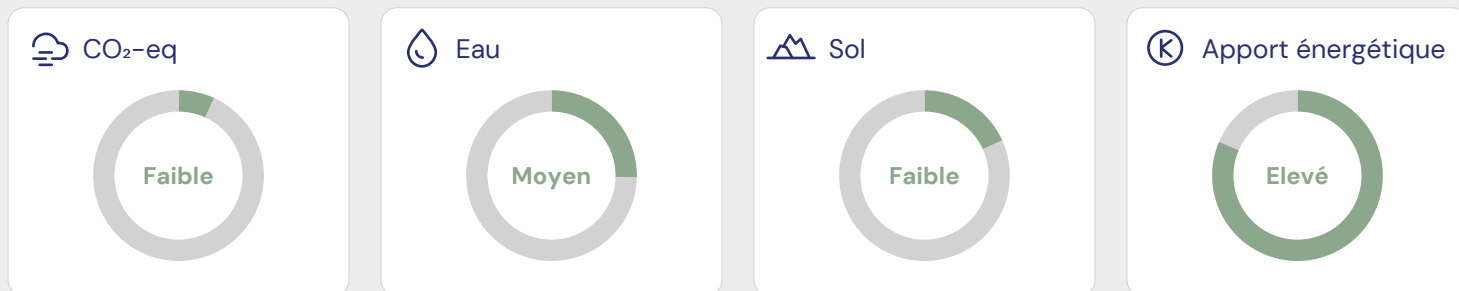 CO₂-eq
Faible
Eau
Moyen
Sol
Faible
K Apport énergétique
Elevé